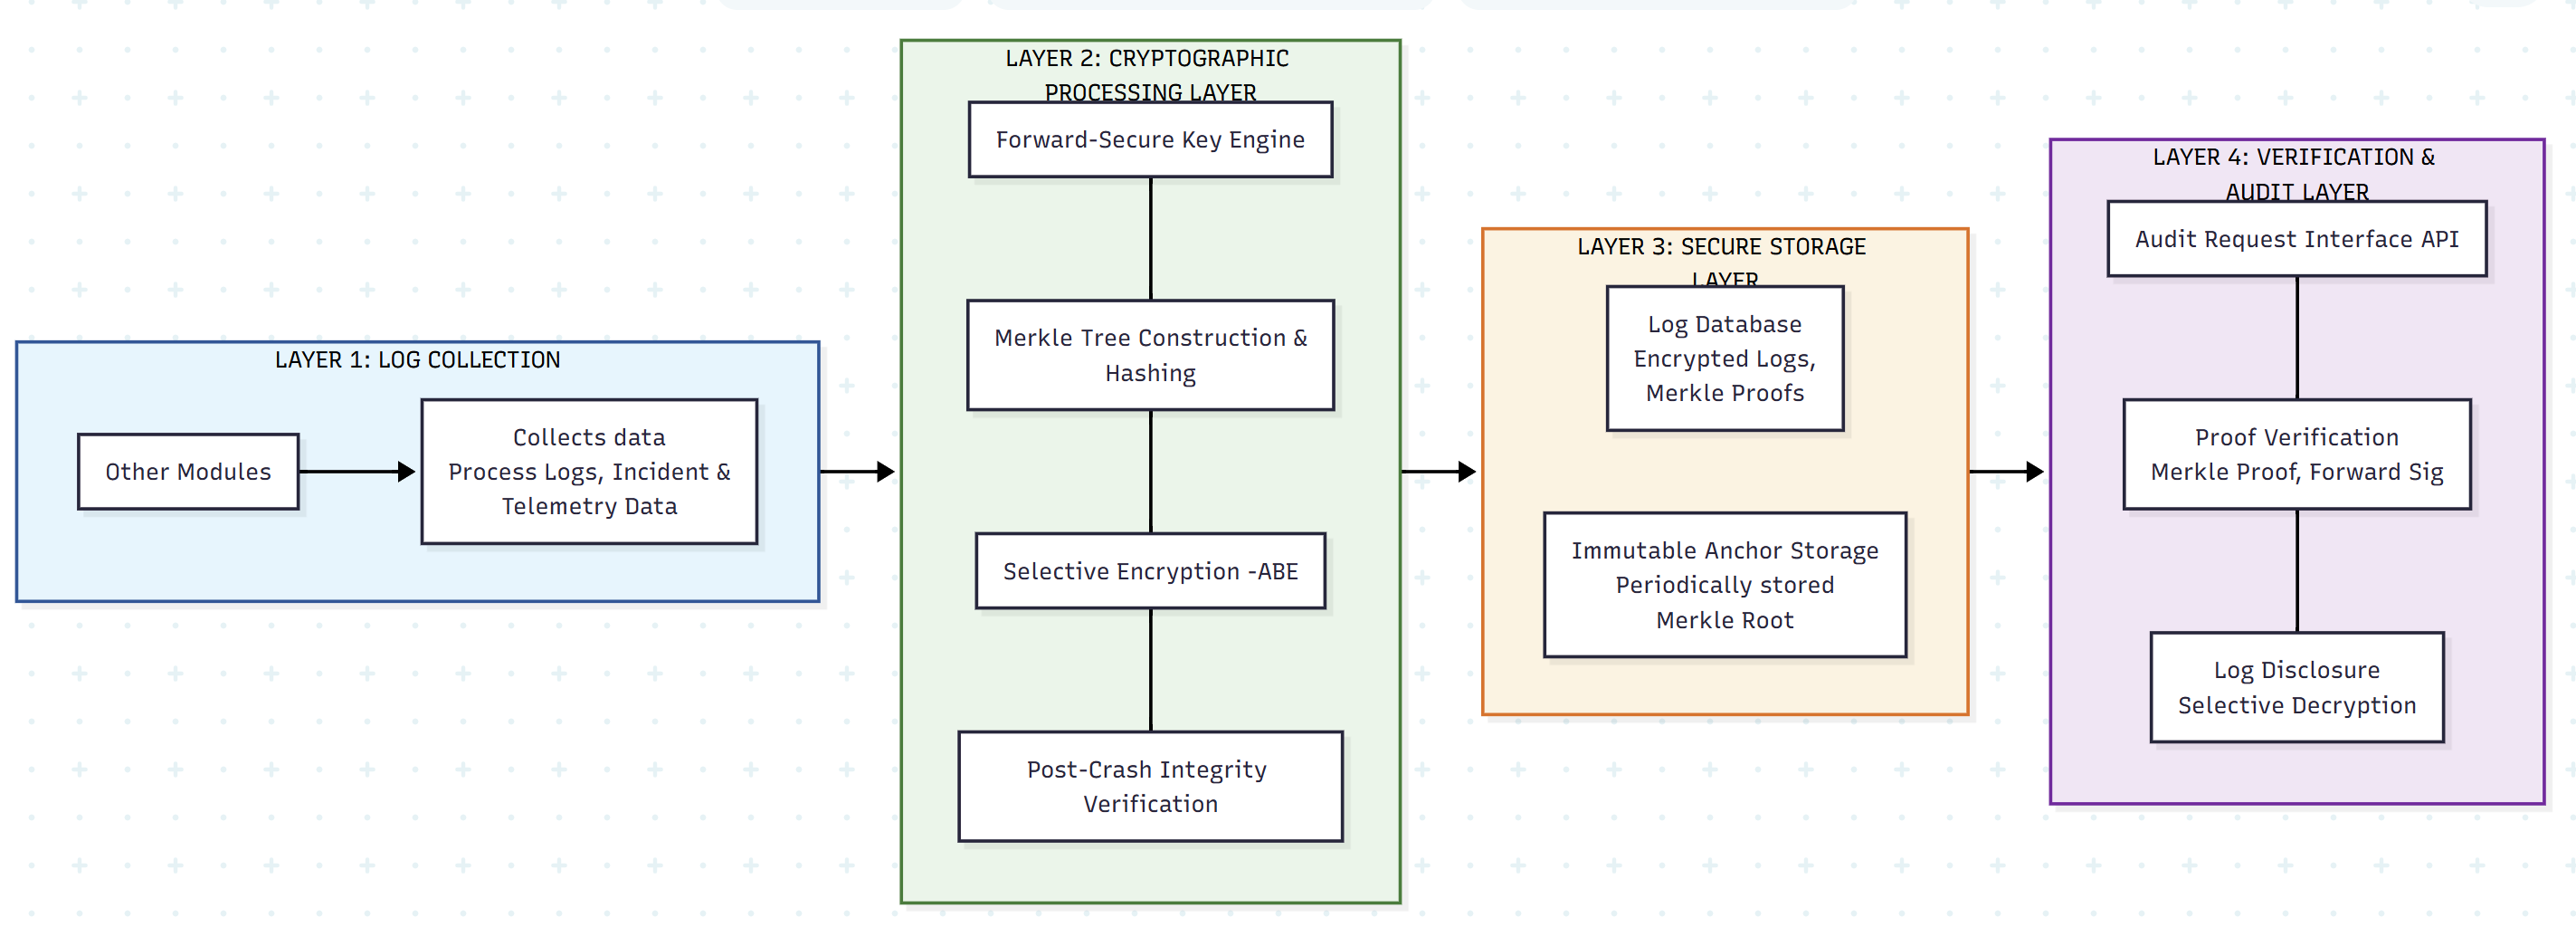 LAYER 1: LOG COLLECTION
Other Modules
Collects data
Process Logs, Incident &
Telemetry Data
LAYER 2: CRYPTOGRAPHIC
PROCESSING LAYER
Forward-Secure Key Engine
Merkle Tree Construction &
Hashing
Selective Encryption -ABE
Post-Crash Integrity
Verification
LAYER 3: SECURE STORAGE
LAYER
Log Database
Encrypted Logs,
Merkle Proofs
Immutable Anchor Storage
Periodically stored
Merkle Root
LAYER 4: VERIFICATION &
AUDIT LAYER
Audit Request Interface API
Proof Verification
Merkle Proof, Forward Sig
Log Disclosure
Selective Decryption